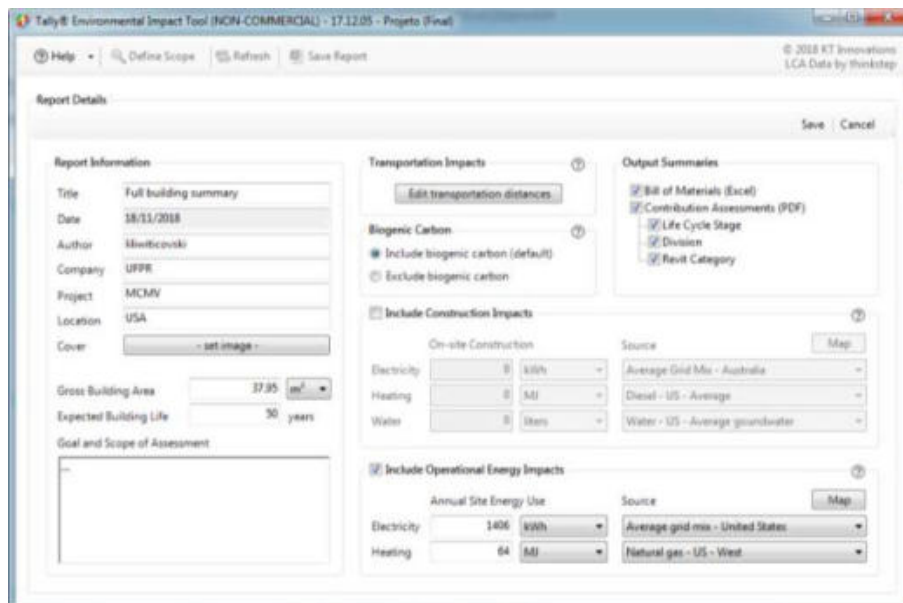 Tally® Environmental Impact Tool (NON-COMMERCIAL) - 17.12.05 - Projeto (Final)
Help
Define Scope
Refresh
Save Report
© 2018 KT Innovations
LCA Data by thinkstep
Report Details
Save
Cancel
Report Information
Title Full building summary
Date 18/11/2018
Author
Company UFPR
Project MCMV
Location USA
Cover - set image -
Gross Building Area 37.95 m²
Expected Building Life 50 years
Goal and Scope of Assessment
...
Transportation Impacts
Edit transportation distances
Biogenic Carbon
Include biogenic carbon (default)
Exclude biogenic carbon
Output Summaries
Bill of Materials (Excel)
Contribution Assessments (PDF)
Life Cycle Stage
Division
Revit Category
Include Construction Impacts
On-site Construction Source Map
Electricity 0 kWh Average Grid Mix - Australia
Heating 0 MJ Diesel - US - Average
Water 0 liters Water - US - Average groundwater
Include Operational Energy Impacts
Annual Site Energy Use Source Map
Electricity 1406 kWh Average grid mix - United States
Heating 64 MJ Natural gas - US - West